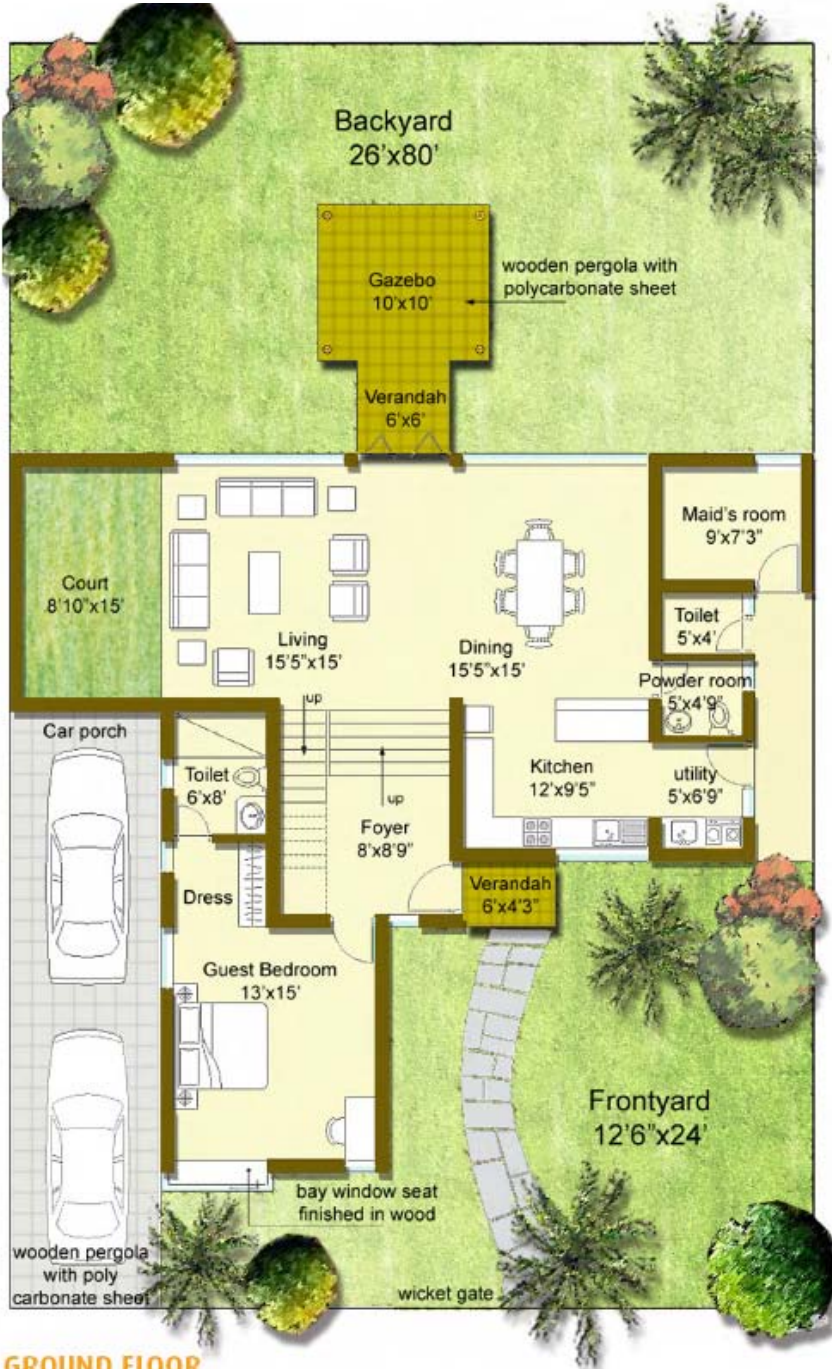 Backyard
26'x80'
Gazebo
10'x10'
wooden pergola with
polycarbonate sheet
Verandah
6'x6'
Maid's room
9'x7'3"
Court
8'10"x15'
Toilet
5'x4'
Living
15'5"x15'
Dining
15'5"x15'
Powder room
5'x4'9"
up
Car porch
Toilet
6'x8'
Kitchen
12'x9'5"
utility
5'x6'9"
up
Foyer
8'x8'9"
Dress
Verandah
6'x4'3"
Guest Bedroom
13'x15'
Frontyard
12'6"x24'
bay window seat
finished in wood
wooden pergola
with poly
carbonate sheet
wicket gate
GROUND FLOOR